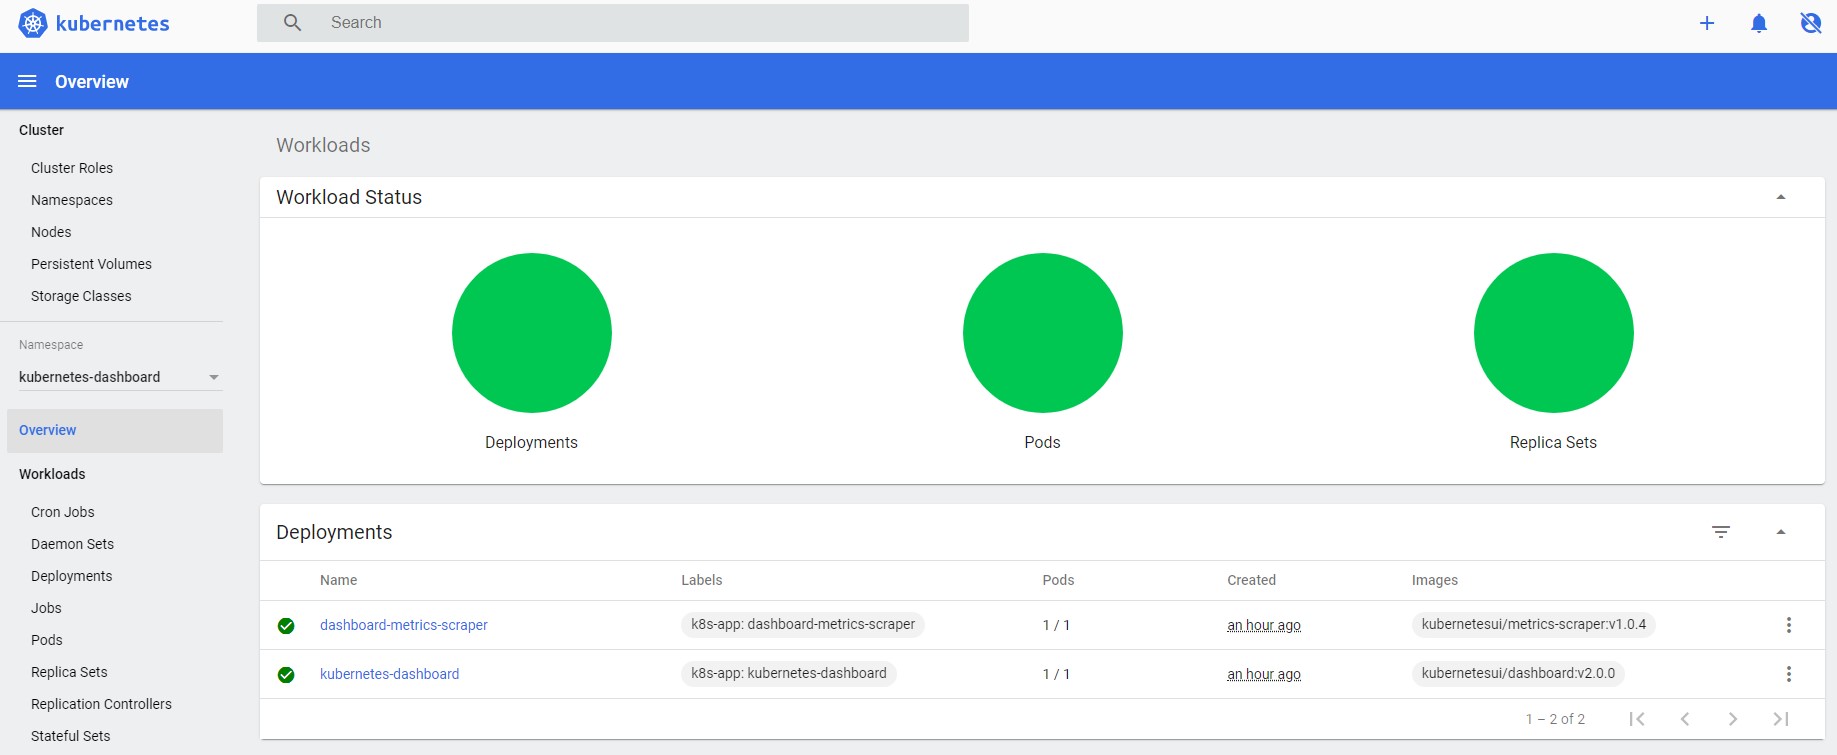 kubernetes
Search
Overview
Cluster
Cluster Roles
Namespaces
Nodes
Persistent Volumes
Storage Classes
Namespace
kubernetes-dashboard
Overview
Workloads
Cron Jobs
Daemon Sets
Deployments
Jobs
Pods
Replica Sets
Replication Controllers
Stateful Sets
Workloads
Workload Status
Deployments Pods Replica Sets
Deployments
Name Labels Pods Created Images
dashboard-metrics-scraper k8s-app: dashboard-metrics-scraper 1 / 1 an hour ago kubernetesui/metrics-scraper:v1.0.4
kubernetes-dashboard k8s-app: kubernetes-dashboard 1 / 1 an hour ago kubernetesui/dashboard:v2.0.0
1 – 2 of 2